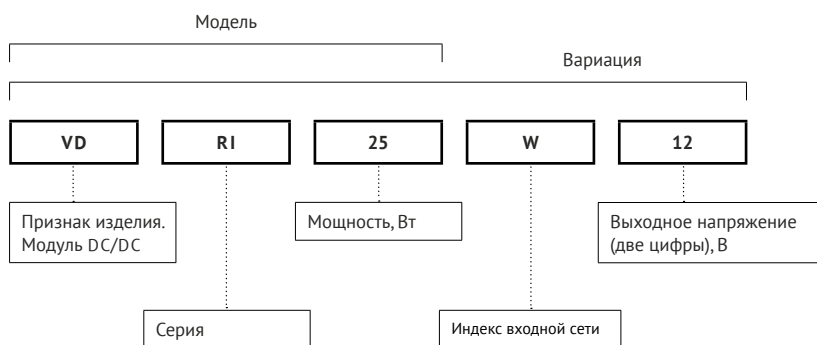 Модель
Вариация
VD RI 25 W 12
Признак изделия.
Модуль DC/DC
Мощность, Вт
Выходное напряжение
(две цифры), В
Серия
Индекс входной сети